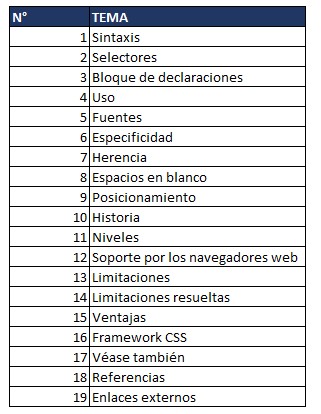 N° TEMA
1 Sintaxis
2 Selectores
3 Bloque de declaraciones
4 Uso
5 Fuentes
6 Especificidad
7 Herencia
8 Espacios en blanco
9 Posicionamiento
10 Historia
11 Niveles
12 Soporte por los navegadores web
13 Limitaciones
14 Limitaciones resueltas
15 Ventajas
16 Framework CSS
17 Véase también
18 Referencias
19 Enlaces externos